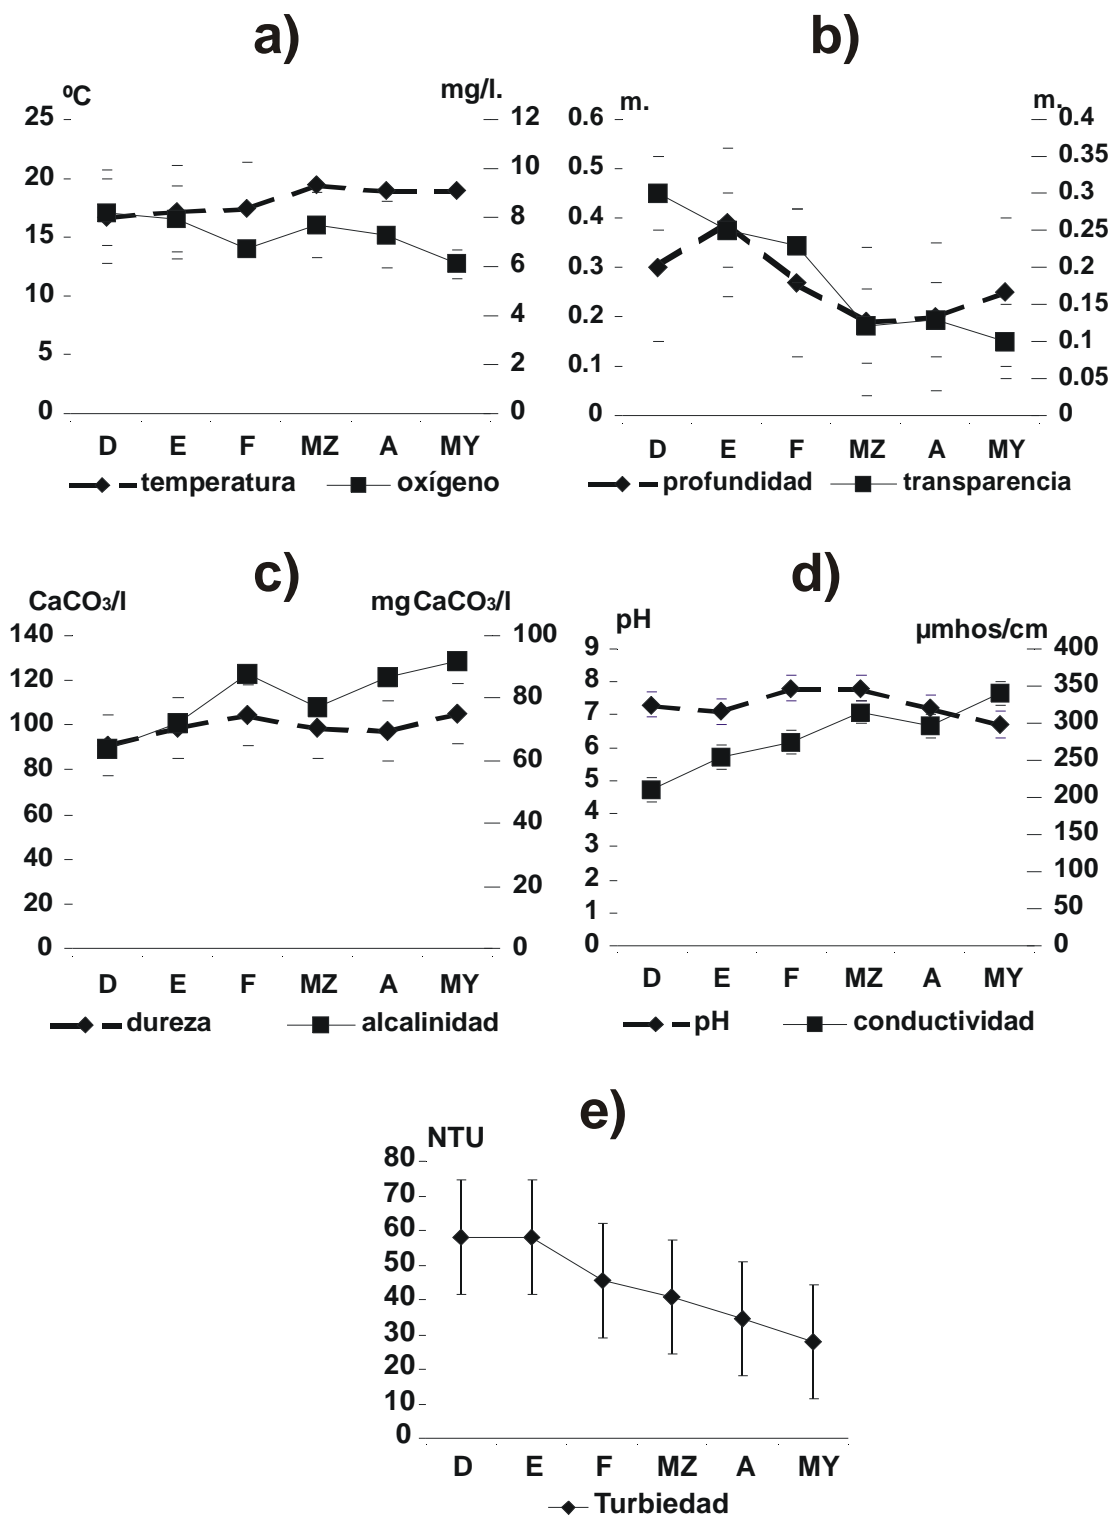 a)
ºC mg/l.
25 12
20 10
15 8
10 6
5 4
0 2
0
D E F MZ A MY
temperatura oxígeno
b)
m. m.
0.6 0.4
0.5 0.35
0.4 0.3
0.3 0.25
0.2 0.2
0.1 0.15
0 0.1
0.05
0
D E F MZ A MY
profundidad transparencia
c)
CaCO3/l mgCaCO3/l
140 100
120 80
100 60
80 40
60 20
40 0
20
0
D E F MZ A MY
dureza alcalinidad
d)
pH µmhos/cm
9 400
8 350
7 300
6 250
5 200
4 150
3 100
2 50
1 0
0
D E F MZ A MY
pH conductividad
e)
NTU
80
70
60
50
40
30
20
10
0
D E F MZ A MY
Turbiedad